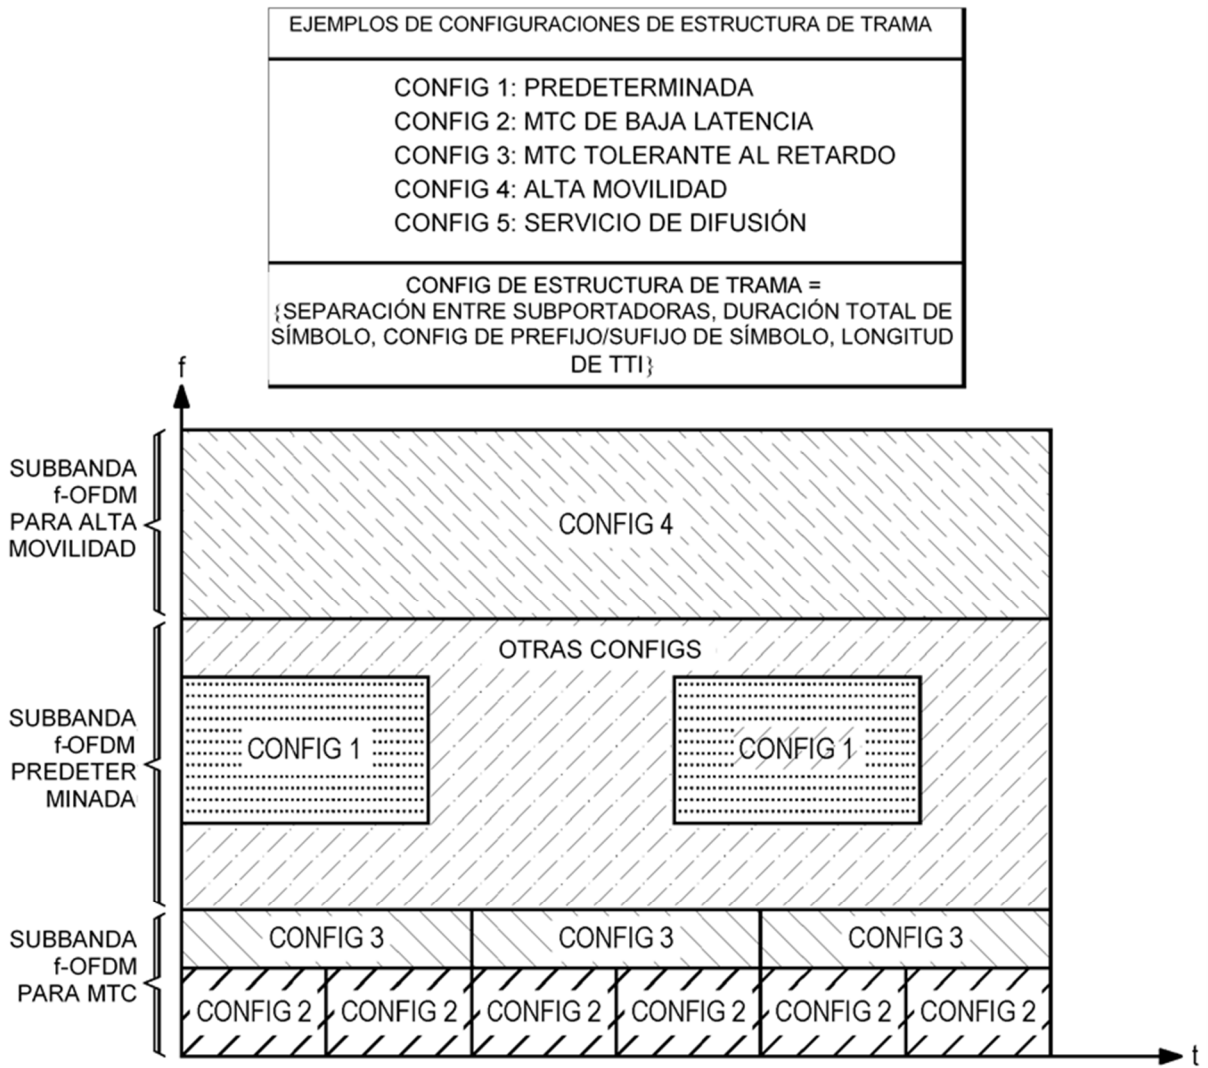 EJEMPLOS DE CONFIGURACIONES DE ESTRUCTURA DE TRAMA
CONFIG 1: PREDETERMINADA
CONFIG 2: MTC DE BAJA LATENCIA
CONFIG 3: MTC TOLERANTE AL RETARDO
CONFIG 4: ALTA MOVILIDAD
CONFIG 5: SERVICIO DE DIFUSIÓN
CONFIG DE ESTRUCTURA DE TRAMA =
{SEPARACIÓN ENTRE SUBPORTADORAS, DURACIÓN TOTAL DE
SÍMBOLO, CONFIG DE PREFIJO/SUFIJO DE SÍMBOLO, LONGITUD
DE TTI}
f
SUBBANDA
f-OFDM
PARA ALTA
MOVILIDAD
CONFIG 4
OTRAS CONFIGS
SUBBANDA
f-OFDM
PREDETER
MINADA
CONFIG 1
CONFIG 1
SUBBANDA
f-OFDM
PARA MTC
CONFIG 3
CONFIG 3
CONFIG 3
CONFIG 2
CONFIG 2
CONFIG 2
CONFIG 2
CONFIG 2
CONFIG 2
t